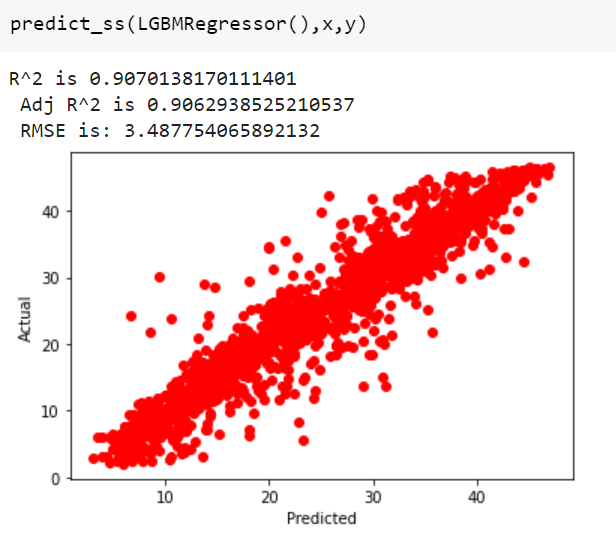 predict_ss(LGBMRegressor(),x,y)
R^2 is 0.9070138170111401
Adj R^2 is 0.9062938525210537
RMSE is: 3.487754065892132
40
30
20
10
0
Actual
10 20 30 40
Predicted